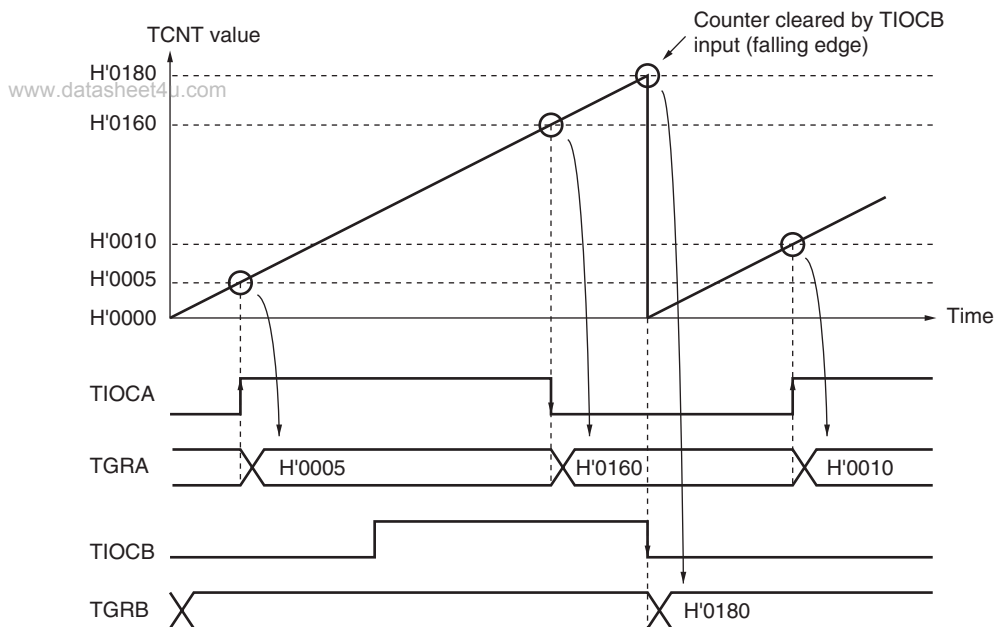 Counter cleared by TIOCB
input (falling edge)
TCNT value
H'0180
www.datasheet4u.com
H'0160
H'0010
H'0005
H'0000
Time
TIOCA
TGRA
H'0005
H'0160
H'0010
TIOCB
TGRB
H'0180